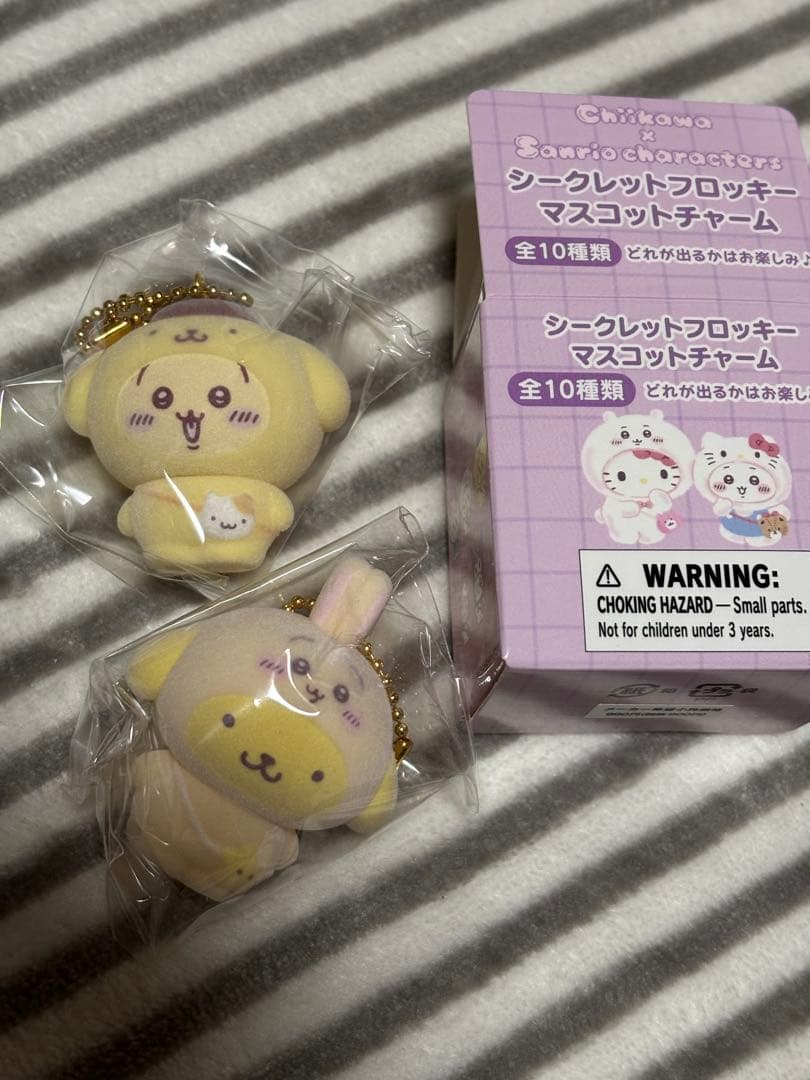 Chiikawa
×
Sanrio characters
シークレットフロッキー
マスコットチャーム
全10種類 どれが出るかはお楽しみ♪
シークレットフロッキー
マスコットチャーム
全10種類 どれが出るかはお楽しみ
WARNING:
CHOKING HAZARD — Small parts.
Not for children under 3 years.